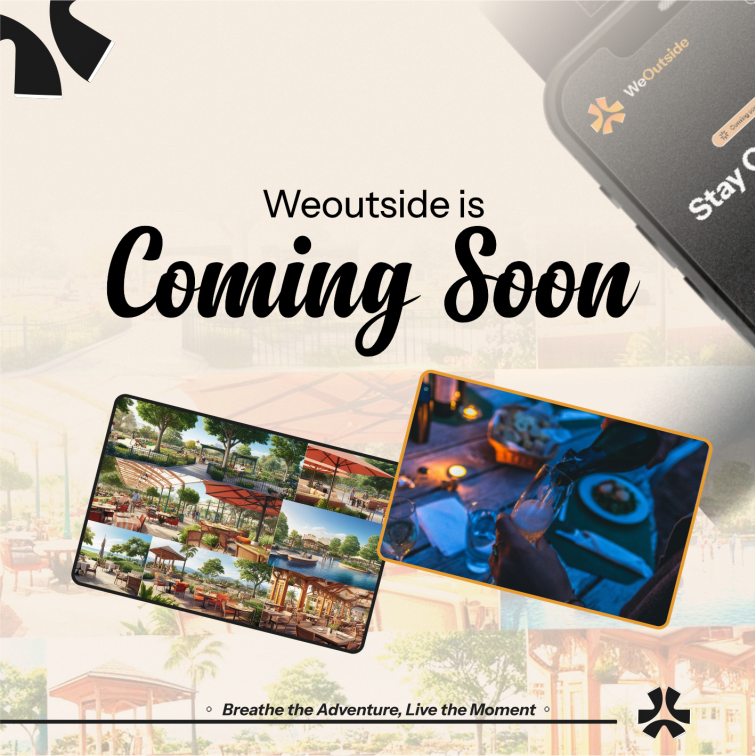 WeOutside
Stay
Weoutside is
Coming Soon
Breathe the Adventure, Live the Moment